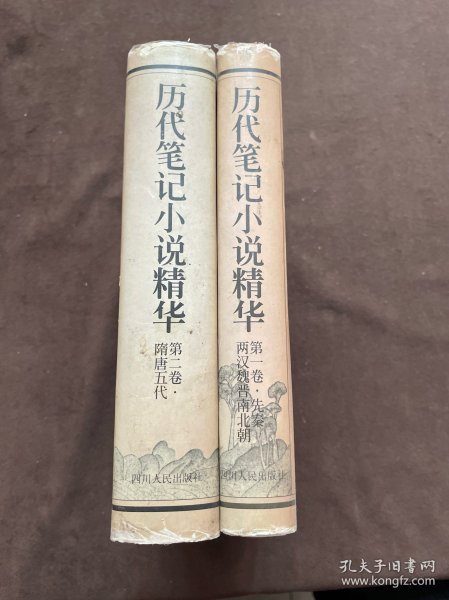 历代笔记小说精华
第二卷·
隋唐五代
四川人民出版社
历代笔记小说精华
第一卷·先秦
两汉魏晋南北朝
四川人民出版社
孔夫子旧书网
www.kongfz.com